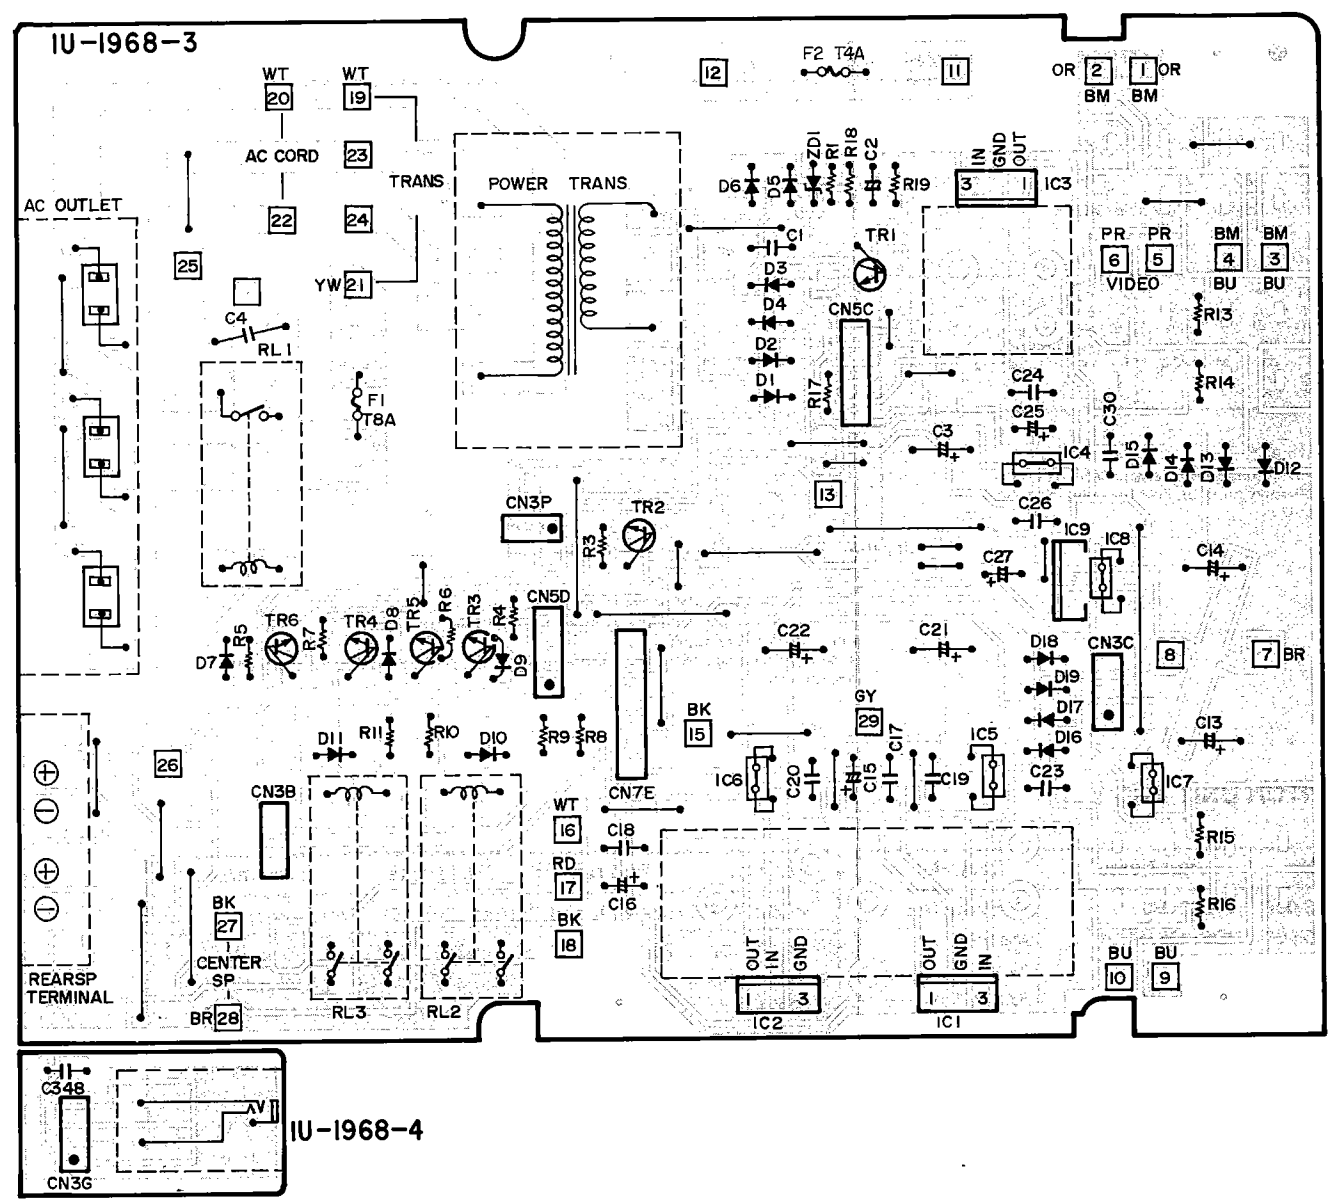 1U-1968-3
F2 T4A
12
11
OR 2
1 OR
BM BM
WT WT
20 19
AC CORD
23
TRANS
22 24
25
YW 21
AC OUTLET
POWER TRANS
D6 D5 ZD1 R1 R18 C2 R19
IN GND OUT
3 1 IC3
C1
TR1
D3
D4
D2
D1
CN5C
R17
PR PR BM BM
6 5 4 3
VIDEO BU BU
R13
R14
C4
RL1
F1
T8A
C24
C25
C3
IC4
C30
D15 D14 D13 D12
13
CN3P
TR2
R3
C26
IC9
IC8
C27
C14
TR6 TR4 D8 TR5 R6 TR3 R4 CN5D
D7 R5 R7 D9
C22 C21
D18
D19
D17
D16
CN3C
8
7 BR
GY
29
BK
15
R11 R10 R9 R8
D11 D10
C13
IC6 C20 C15 C17 C19 IC5 C23 IC7
26
CN3B
CN7E
WT
16
C18
RD
17
C16
BK
18
R15
R16
BK
27
CENTER
SP
BR 28
REARSP
TERMINAL
RL3 RL2
OUT IN GND
1 3
IC2
OUT GND IN
1 3
IC1
BU BU
10 9
C348
1U-1968-4
CN3G